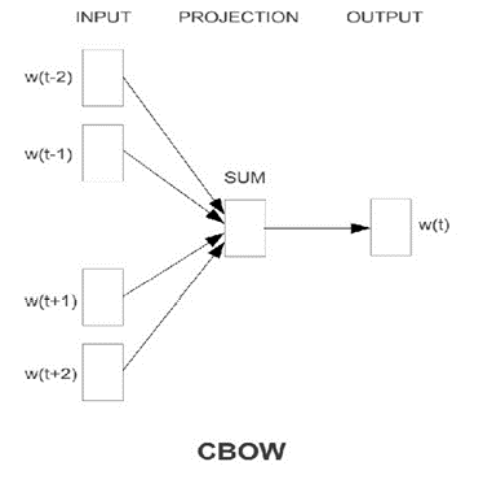 INPUT PROJECTION OUTPUT
w(t-2)
w(t-1)
SUM
w(t)
w(t+1)
w(t+2)
CBOW